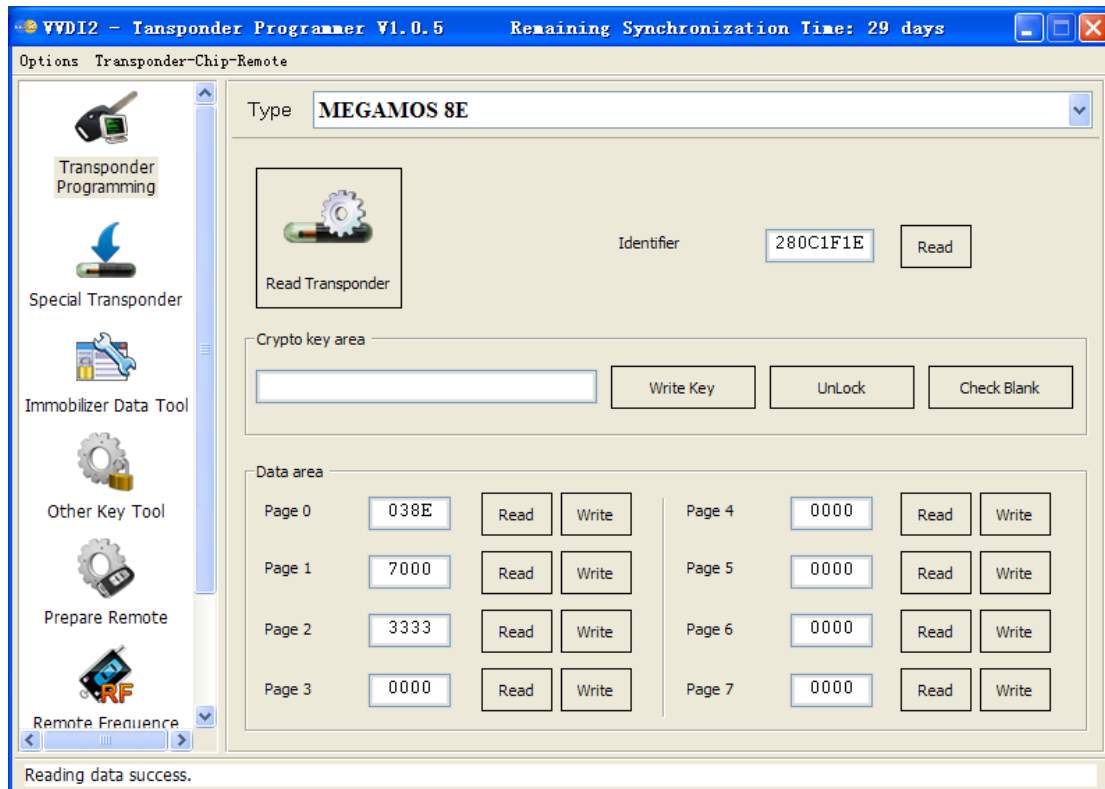 VVDI2 - Tansponder Programmer V1.0.5 Remaining Synchronization Time: 29 days
Options Transponder-Chip-Remote
Transponder
Programming
Special Transponder
Immobilizer Data Tool
Other Key Tool
Prepare Remote
RF
Remote Frequence
Type MEGAMOS 8E
Read Transponder
Identifier 280C1F1E Read
Crypto key area
Write Key UnLock Check Blank
Data area
Page 0 038E Read Write Page 4 0000 Read Write
Page 1 7000 Read Write Page 5 0000 Read Write
Page 2 3333 Read Write Page 6 0000 Read Write
Page 3 0000 Read Write Page 7 0000 Read Write
Reading data success.